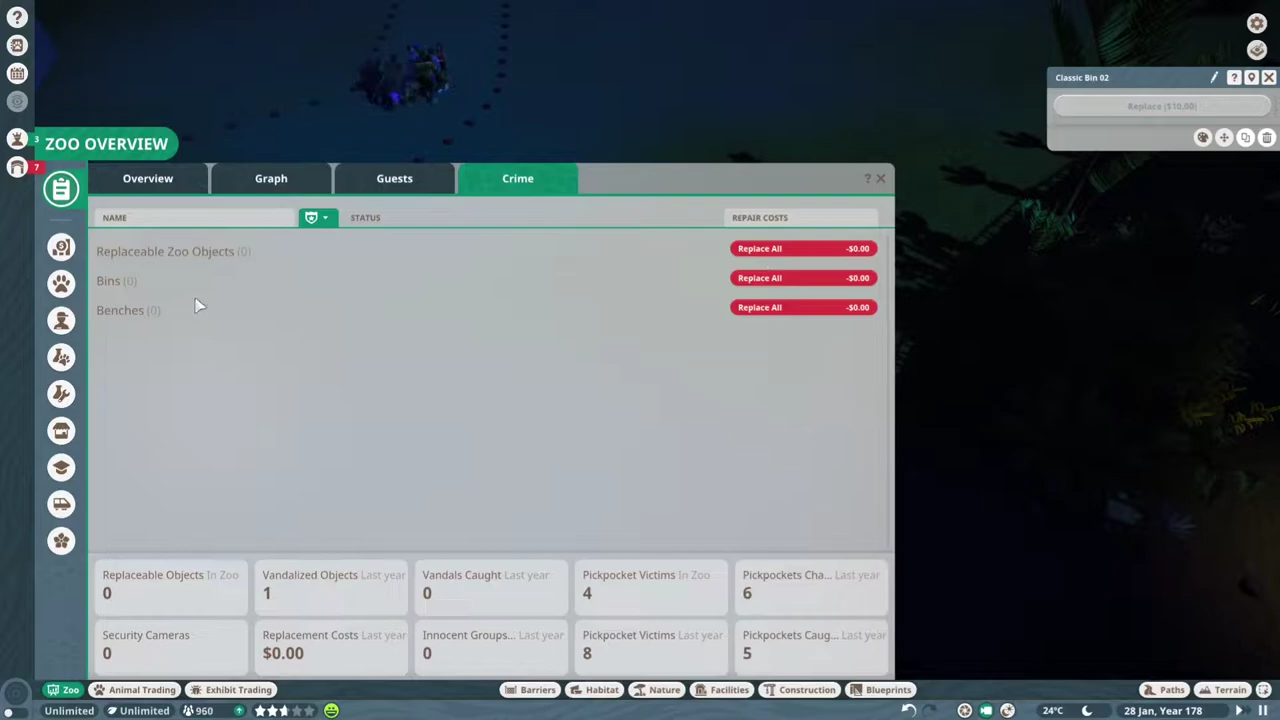 Classic Bin 02
Replace ($10.00)
3
ZOO OVERVIEW
7
Overview
Graph
Guests
Crime
NAME
STATUS
REPAIR COSTS
Replaceable Zoo Objects (0)
Replace All -$0.00
Bins (0)
Replace All -$0.00
Benches (0)
Replace All -$0.00
Replaceable Objects In Zoo
0
Vandalized Objects Last year
1
Vandals Caught Last year
0
Pickpocket Victims In Zoo
4
Pickpockets Cha... Last year
6
Security Cameras
0
Replacement Costs Last year
$0.00
Innocent Groups... Last year
0
Pickpocket Victims Last year
8
Pickpockets Caug... Last year
5
Zoo
Animal Trading
Exhibit Trading
Barriers
Habitat
Nature
Facilities
Construction
Blueprints
Paths
Terrain
Unlimited
Unlimited
960
24°C
28 Jan, Year 178